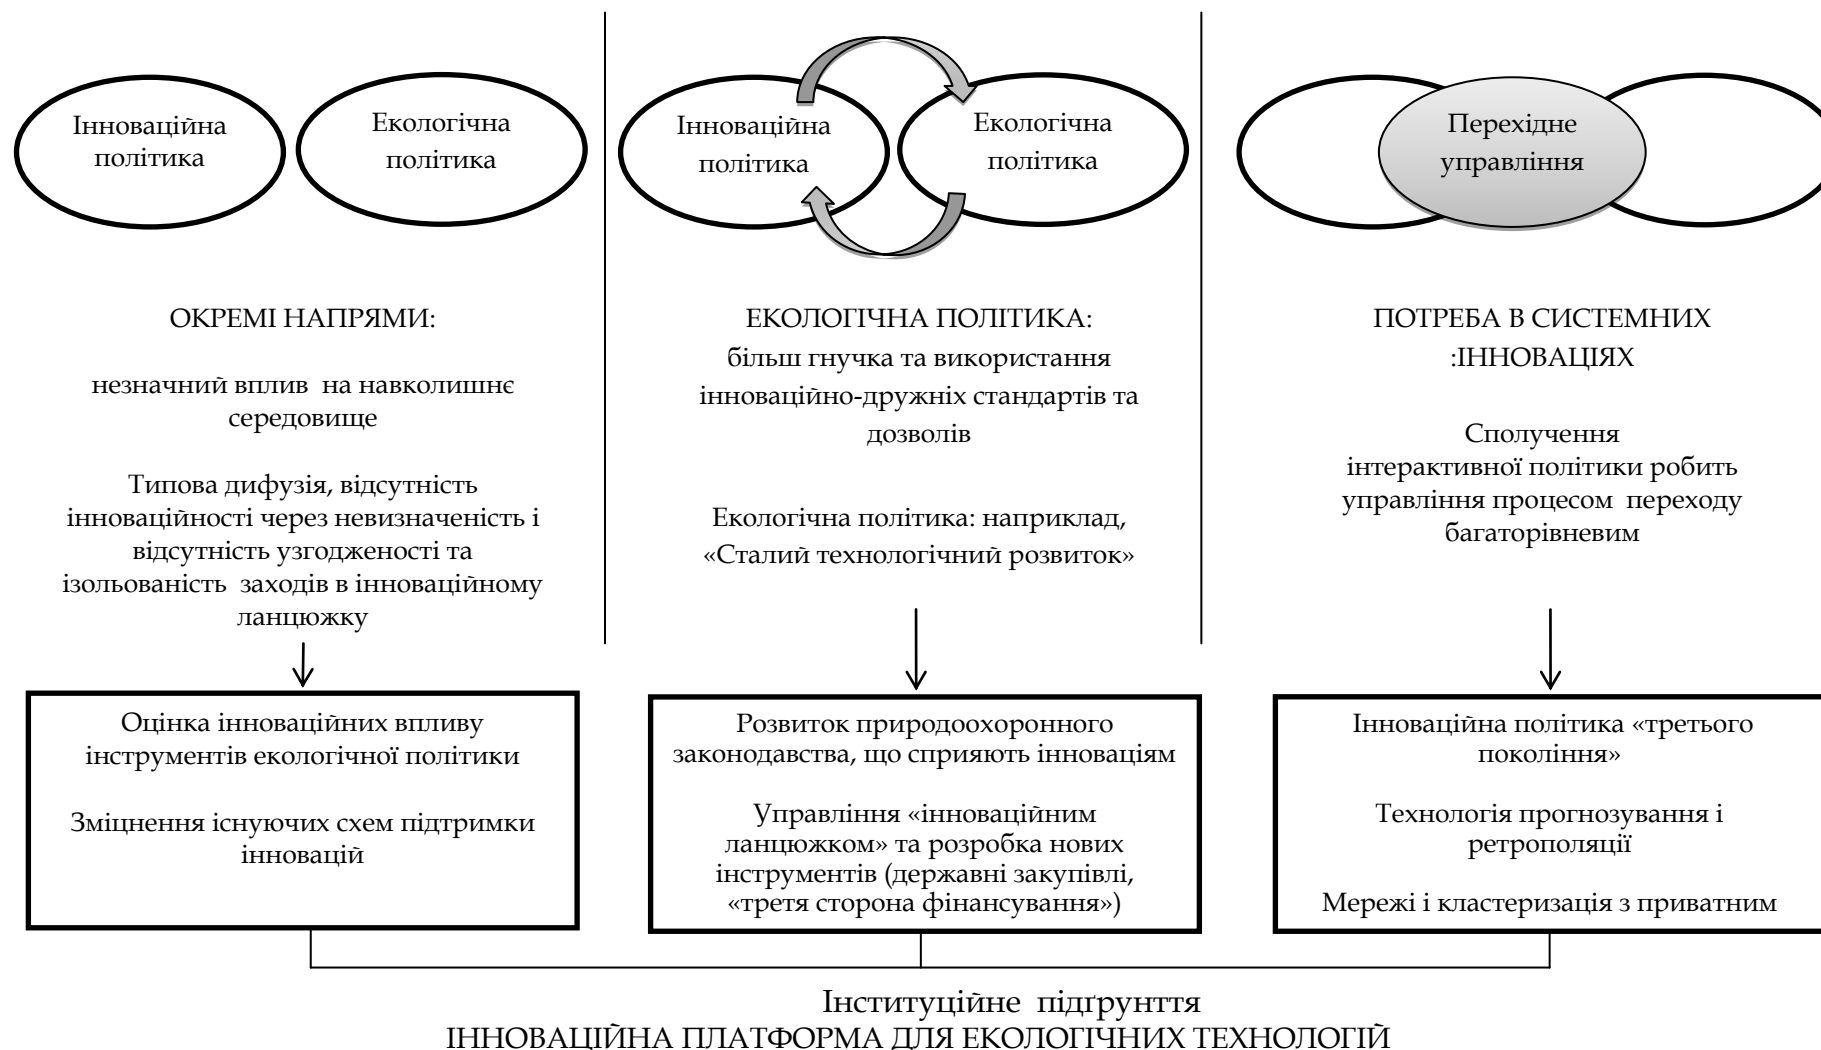 Інноваційна
політика
Екологічна
політика
ОКРЕМІ НАПРЯМИ:
незначний вплив на навколишнє
середовище
Типова дифузія, відсутність
інноваційності через невизначеність і
відсутність узгодженості та
ізольованість заходів в інноваційному
ланцюжку
Оцінка інноваційних впливу
інструментів екологічної політики
Зміцнення існуючих схем підтримки
інновацій
Інноваційна
політика
Екологічна
політика
ЕКОЛОГІЧНА ПОЛІТИКА:
більш гнучка та використання
інноваційно-дружніх стандартів та
дозволів
Екологічна політика: наприклад,
«Сталий технологічний розвиток»
Розвиток природоохоронного
законодавства, що сприяють інноваціям
Управління «інноваційним
ланцюжком» та розробка нових
інструментів (державні закупівлі,
«третя сторона фінансування»)
Перехідне
управління
ПОТРЕБА В СИСТЕМНИХ
:ІННОВАЦІЯХ
Сполучення
інтерактивної політики робить
управління процесом переходу
багаторівневим
Інноваційна політика «третього
покоління»
Технологія прогнозування і
ретрополяції
Мережі і кластеризація з приватним
Інституційне підґрунття
ІННОВАЦІЙНА ПЛАТФОРМА ДЛЯ ЕКОЛОГІЧНИХ ТЕХНОЛОГІЙ